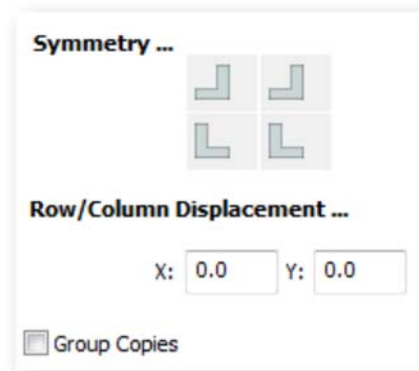 Symmetry ...
Row/Column Displacement ...
X: 0.0 Y: 0.0
Group Copies